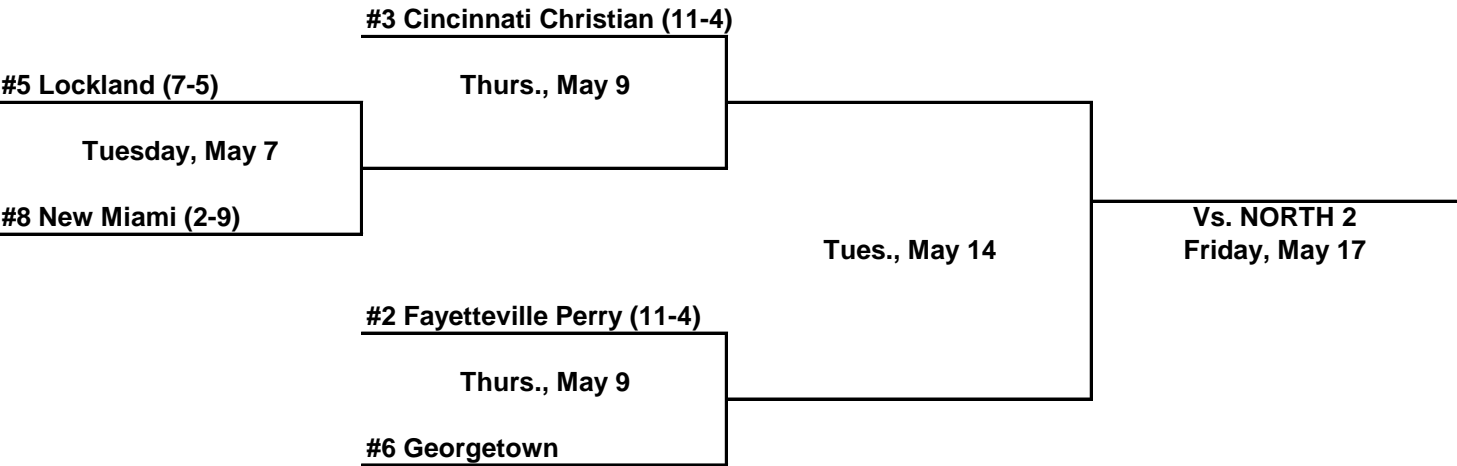 #3 Cincinnati Christian (11-4)
#5 Lockland (7-5)
Thurs., May 9
Tuesday, May 7
#8 New Miami (2-9)
Vs. NORTH 2
Tues., May 14
Friday, May 17
#2 Fayetteville Perry (11-4)
Thurs., May 9
#6 Georgetown